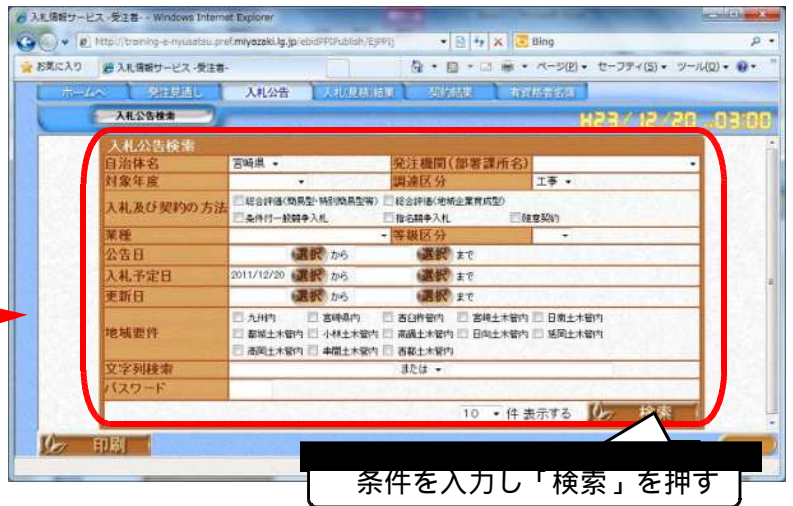 入札情報サービス -受注者- - Windows Internet Explorer
http://training-e-nyusatsu.pref.miyazaki.lg.jp/ebidPPIPublish/EjPPIj
Bing
お気に入り 入札情報サービス -受注者- ページ(P) セーフティ(S) ツール(O)
ホームへ 発注見通し 入札公告 入札(見積)結果 契約結果 有資格者名簿
入札公告検索
H23/12/20 ..03:00
入札公告検索
自治体名 宮崎県 発注機関(部署課所名)
対象年度 調達区分 工事
入札及び契約の方法 総合評価(簡易型・特別簡易型等) 総合評価(地域企業育成型)
条件付一般競争入札 指名競争入札 随意契約
業種 等級区分
公告日 選択 から 選択 まで
入札予定日 2011/12/20 選択 から 選択 まで
更新日 選択 から 選択 まで
地域要件
九州内 宮崎県内 西臼杵管内 宮崎土木管内 日南土木管内
都城土木管内 小林土木管内 高鍋土木管内 日向土木管内 延岡土木管内
高岡土木管内 串間土木管内 西都土木管内
文字列検索 または
パスワード
10 件 表示する 検索
印刷
条件を入力し「検索」を押す